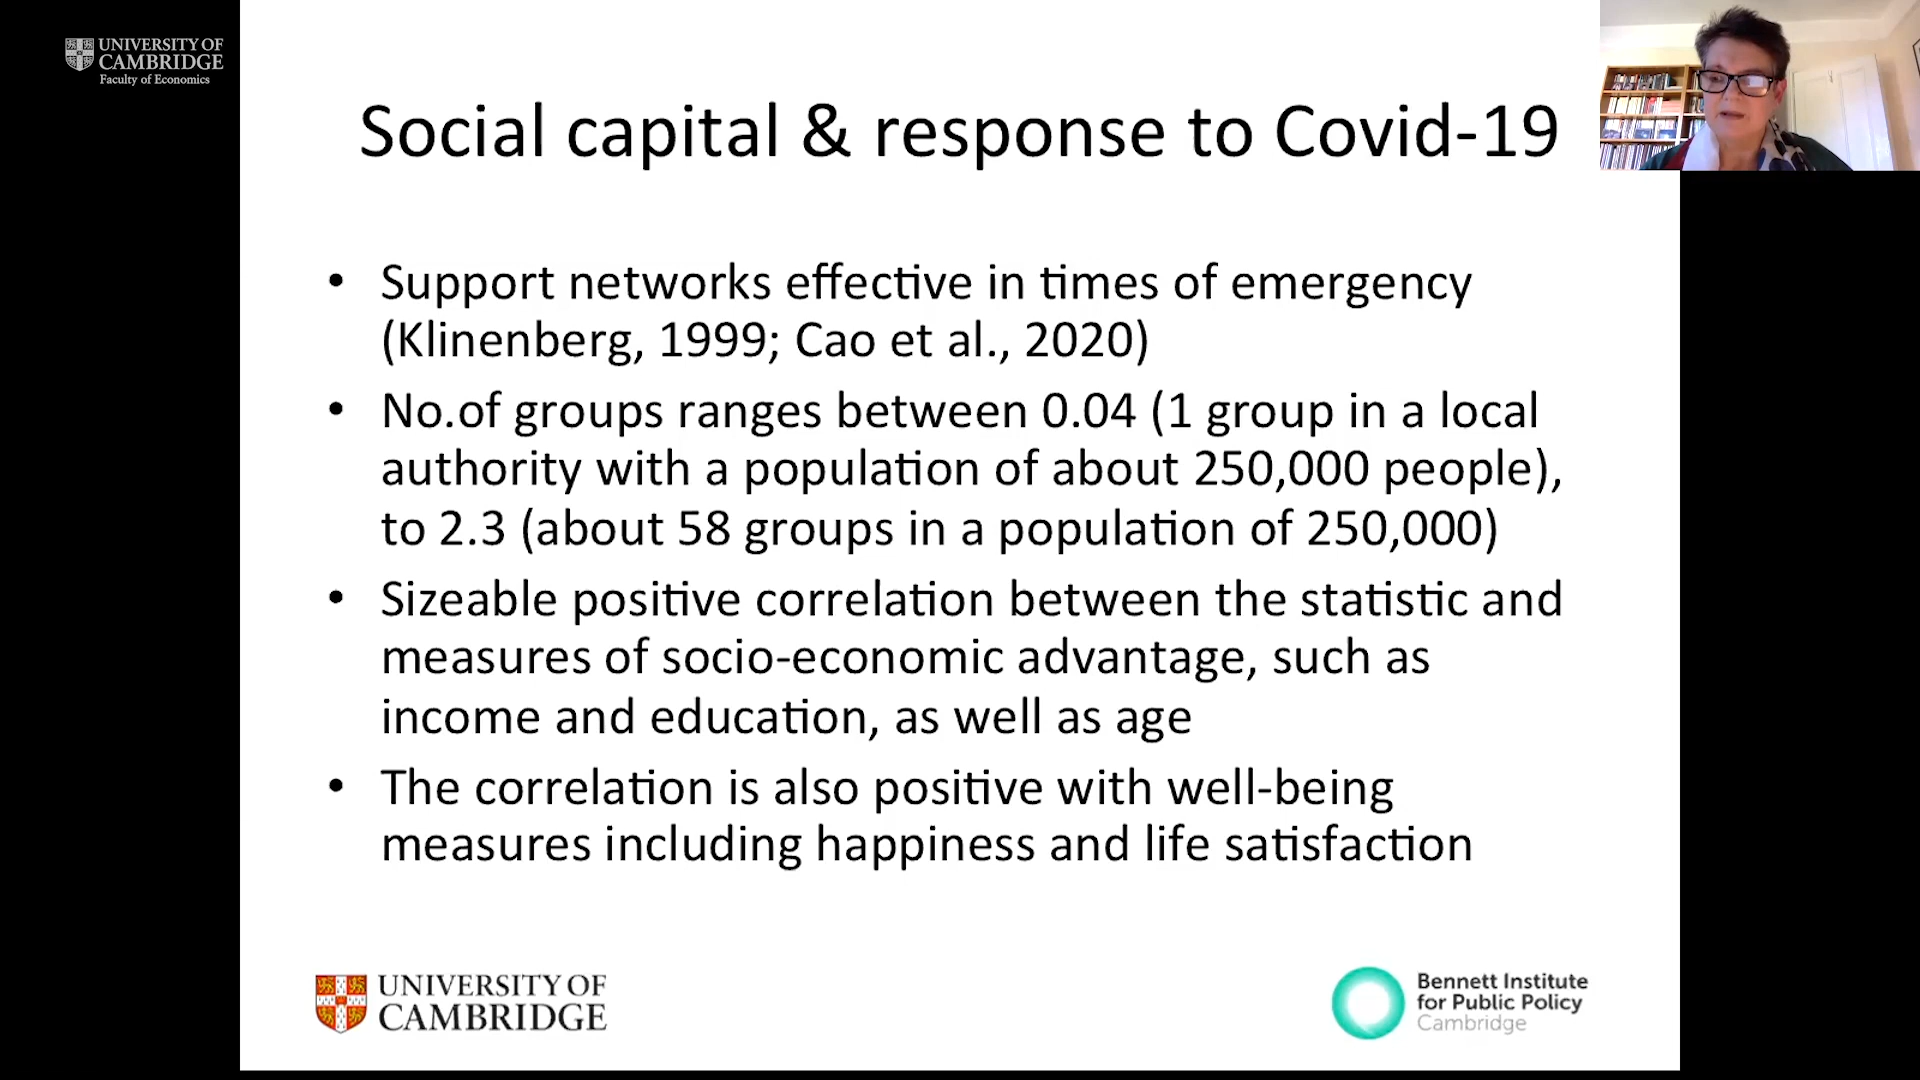 UNIVERSITY OF
CAMBRIDGE
Faculty of Economics
Social capital & response to Covid-19
• Support networks effective in times of emergency
(Klinenberg, 1999; Cao et al., 2020)
• No.of groups ranges between 0.04 (1 group in a local
authority with a population of about 250,000 people),
to 2.3 (about 58 groups in a population of 250,000)
• Sizeable positive correlation between the statistic and
measures of socio-economic advantage, such as
income and education, as well as age
• The correlation is also positive with well-being
measures including happiness and life satisfaction
UNIVERSITY OF
CAMBRIDGE
Bennett Institute
for Public Policy
Cambridge